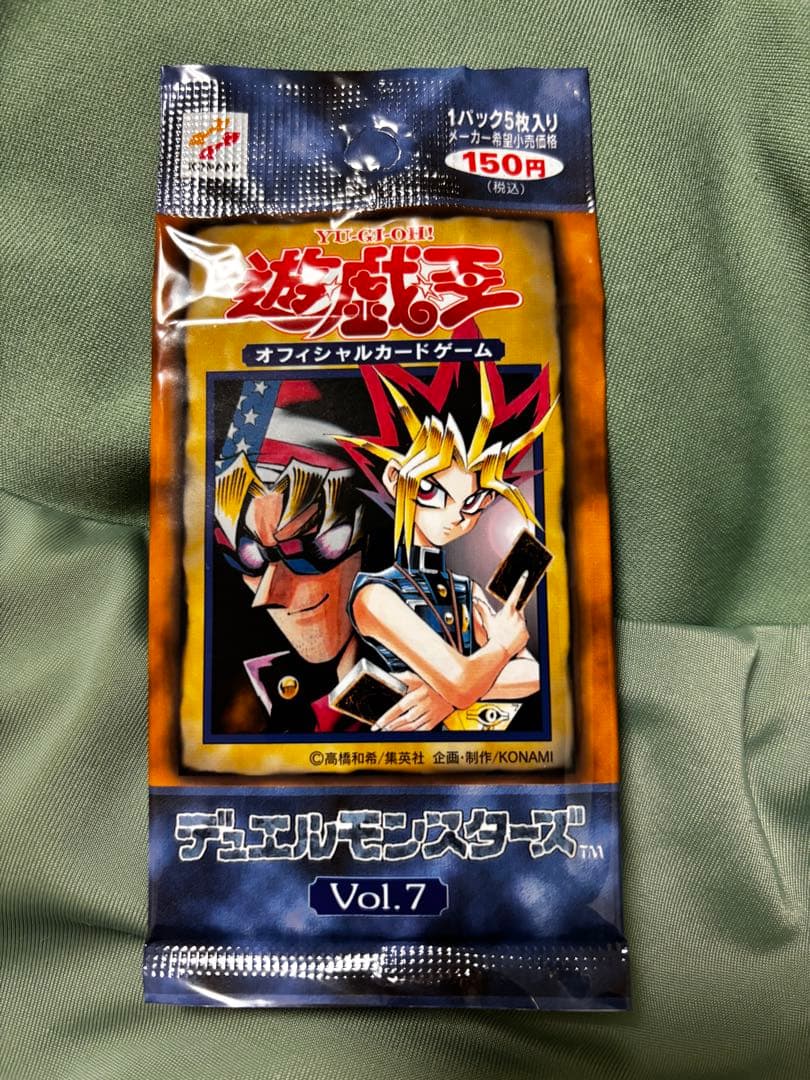 KONAMI
1パック5枚入り
メーカー希望小売価格
150円
(税込)
YU-GI-OH!
遊戯王
オフィシャルカードゲーム
©高橋和希/集英社 企画・制作/KONAMI
デュエルモンスターズTM
Vol.7